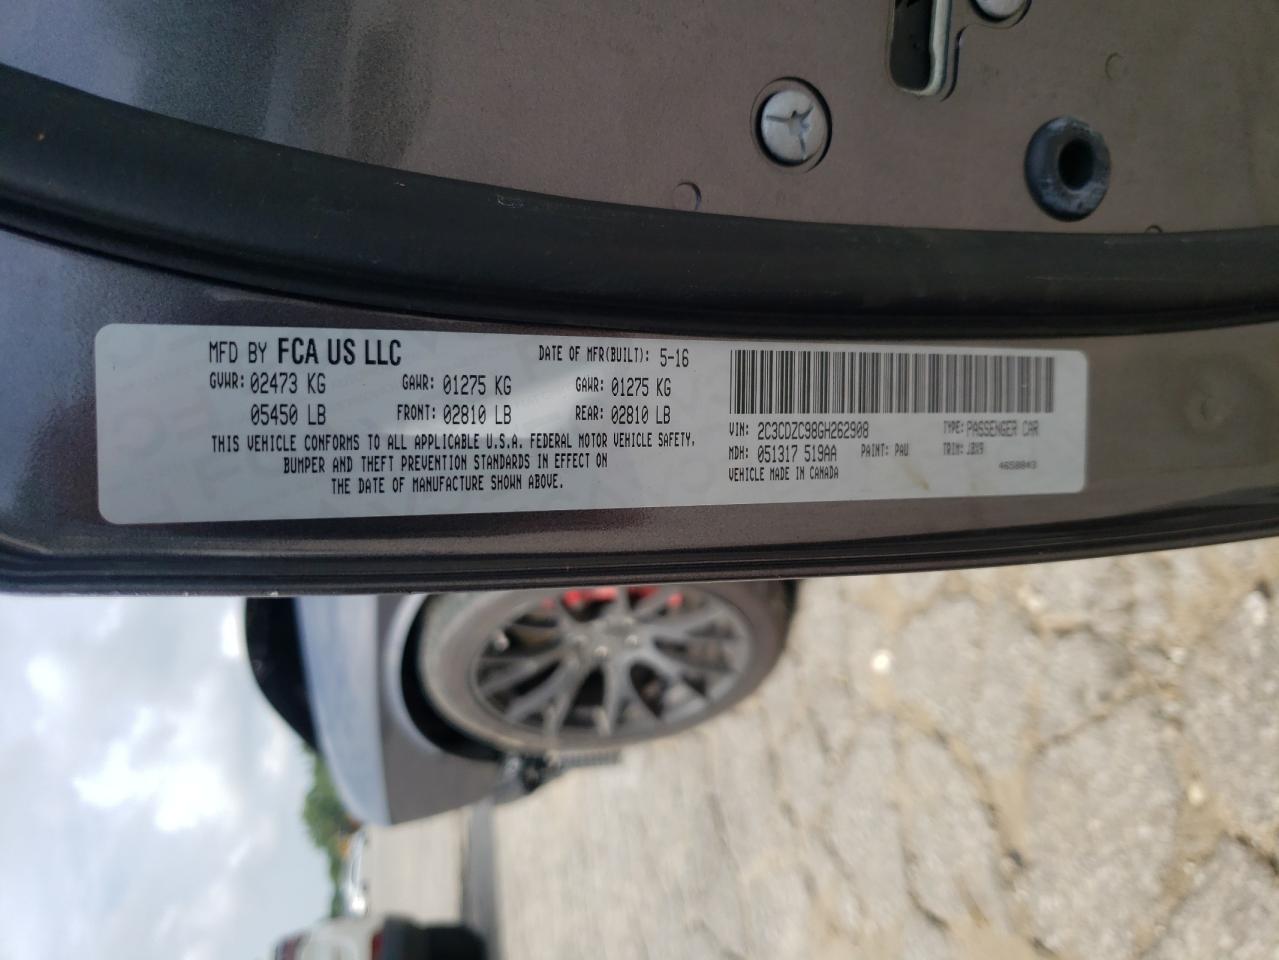 MFD BY FCA US LLC DATE OF MFR(BUILT): 5-16
GVWR: 02473 KG GAWR: 01275 KG GAWR: 01275 KG
05450 LB FRONT: 02810 LB REAR: 02810 LB
THIS VEHICLE CONFORMS TO ALL APPLICABLE U.S.A. FEDERAL MOTOR VEHICLE SAFETY,
BUMPER AND THEFT PREVENTION STANDARDS IN EFFECT ON
THE DATE OF MANUFACTURE SHOWN ABOVE.
VIN: 2C3CDZC98GH262908 TYPE: PASSENGER CAR
MDH: 051317 519AA PAINT: PAU TRIM: JBX9
VEHICLE MADE IN CANADA 4658843